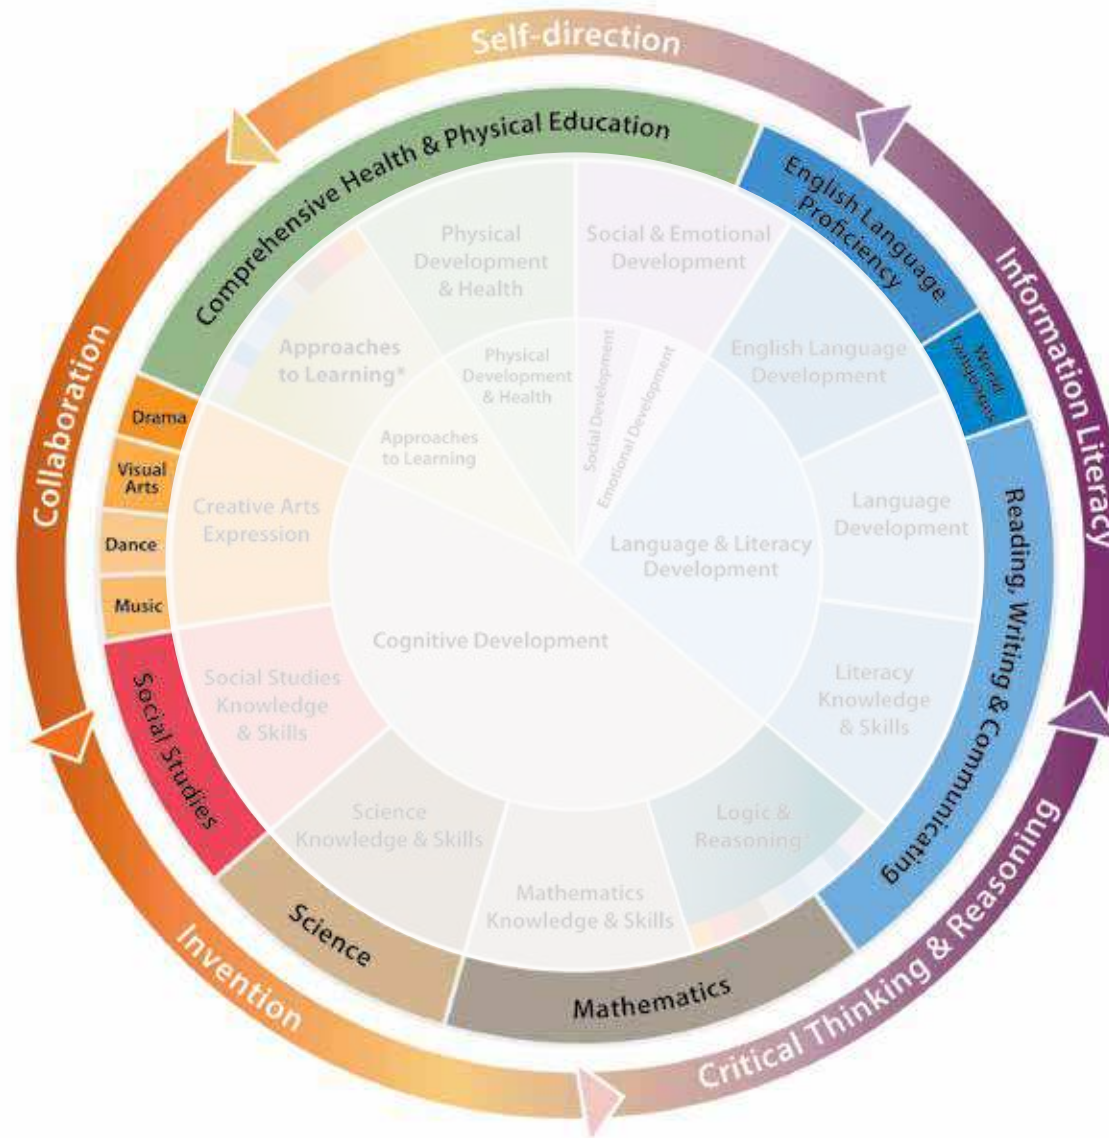 Self-direction
Information Literacy
Critical Thinking & Reasoning
Invention
Collaboration
Comprehensive Health & Physical Education
English Language
Proficiency
World
Languages
Reading, Writing & Communicating
Mathematics
Science
Social Studies
Music
Dance
Visual
Arts
Drama
Physical
Development
& Health
Social & Emotional
Development
English Language
Development
Language
Development
Literacy
Knowledge
& Skills
Logic &
Reasoning
Mathematics
Knowledge & Skills
Science
Knowledge & Skills
Social Studies
Knowledge
& Skills
Creative Arts
Expression
Approaches
to Learning*
Physical
Development
& Health
Social Development
Emotional Development
Language & Literacy
Development
Cognitive Development
Approaches
to Learning